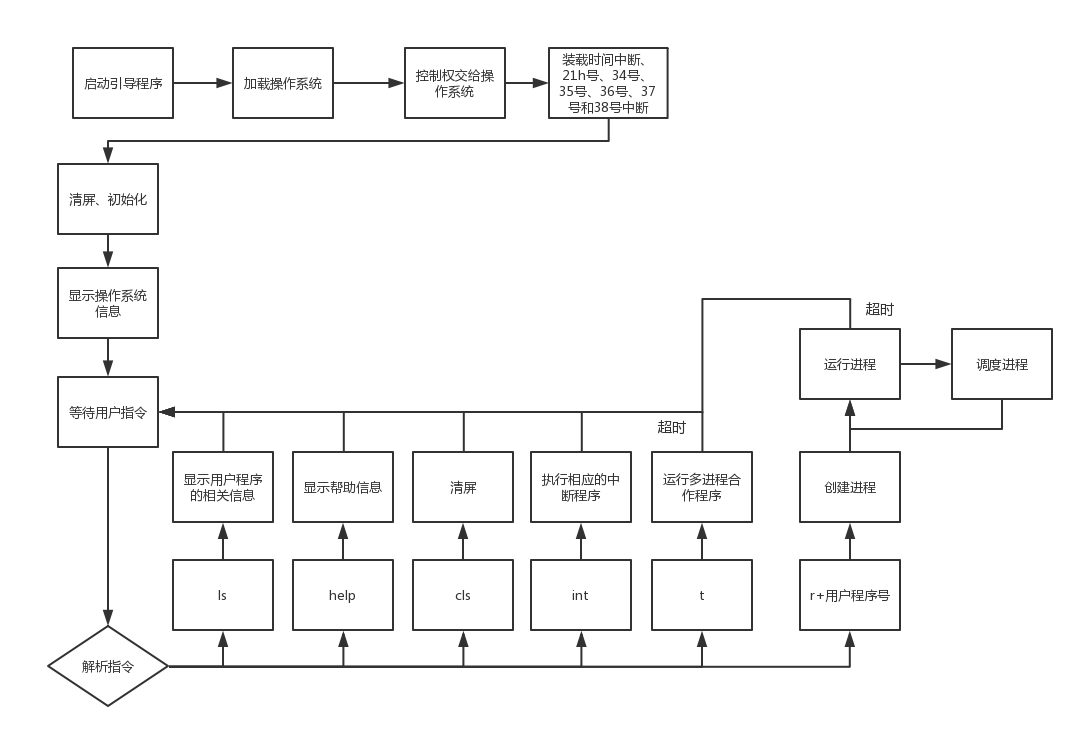 启动引导程序
加载操作系统
控制权交给操
作系统
装载时间中断、
21h号、34号、
35号、36号、37
号和38号中断
清屏、初始化
显示操作系统
信息
超时
运行进程
调度进程
等待用户指令
超时
显示用户程序
的相关信息
显示帮助信息
清屏
执行相应的中
断程序
运行多进程合
作程序
创建进程
ls
help
cls
int
t
r+用户程序号
解析指令